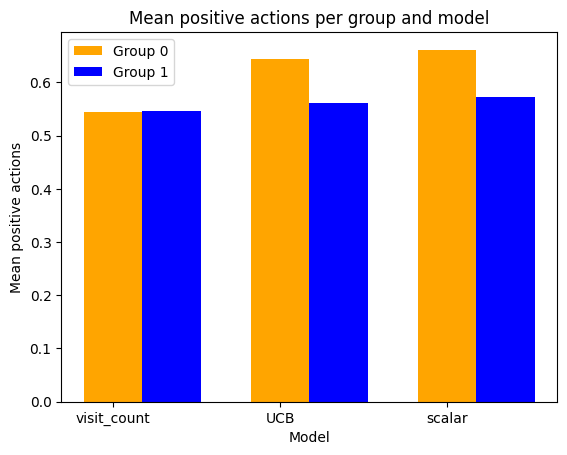 Mean positive actions per group and model
Group 0
Group 1
Mean positive actions
0.6
0.5
0.4
0.3
0.2
0.1
0.0
visit_count UCB scalar
Model